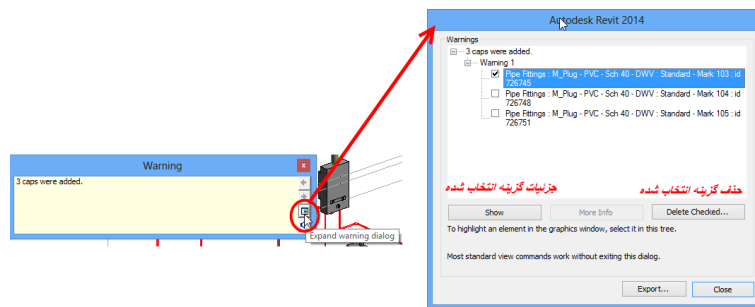 Autodesk Revit 2014
Warnings
3 caps were added.
Warning 1
Pipe Fittings : M_Plug - PVC - Sch 40 - DWV : Standard - Mark 103 : id
726745
Pipe Fittings : M_Plug - PVC - Sch 40 - DWV : Standard - Mark 104 : id
726748
Pipe Fittings : M_Plug - PVC - Sch 40 - DWV : Standard - Mark 105 : id
726751
جزئیات گزینه انتخاب شده
حذف گزینه انتخاب شده
Show
More Info
Delete Checked...
To highlight an element in the graphics window, select it in this tree.
Most standard view commands work without exiting this dialog.
Export...
Close
Warning
3 caps were added.
Expand warning dialog